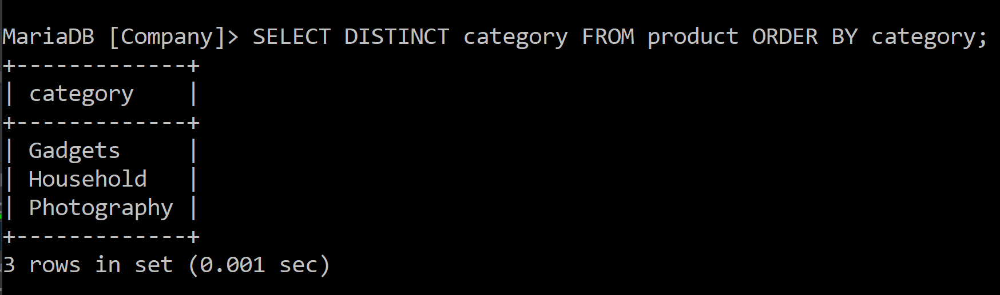 MariaDB [Company]> SELECT DISTINCT category FROM product ORDER BY category;
+-------------+
| category    |
+-------------+
| Gadgets     |
| Household   |
| Photography |
+-------------+
3 rows in set (0.001 sec)